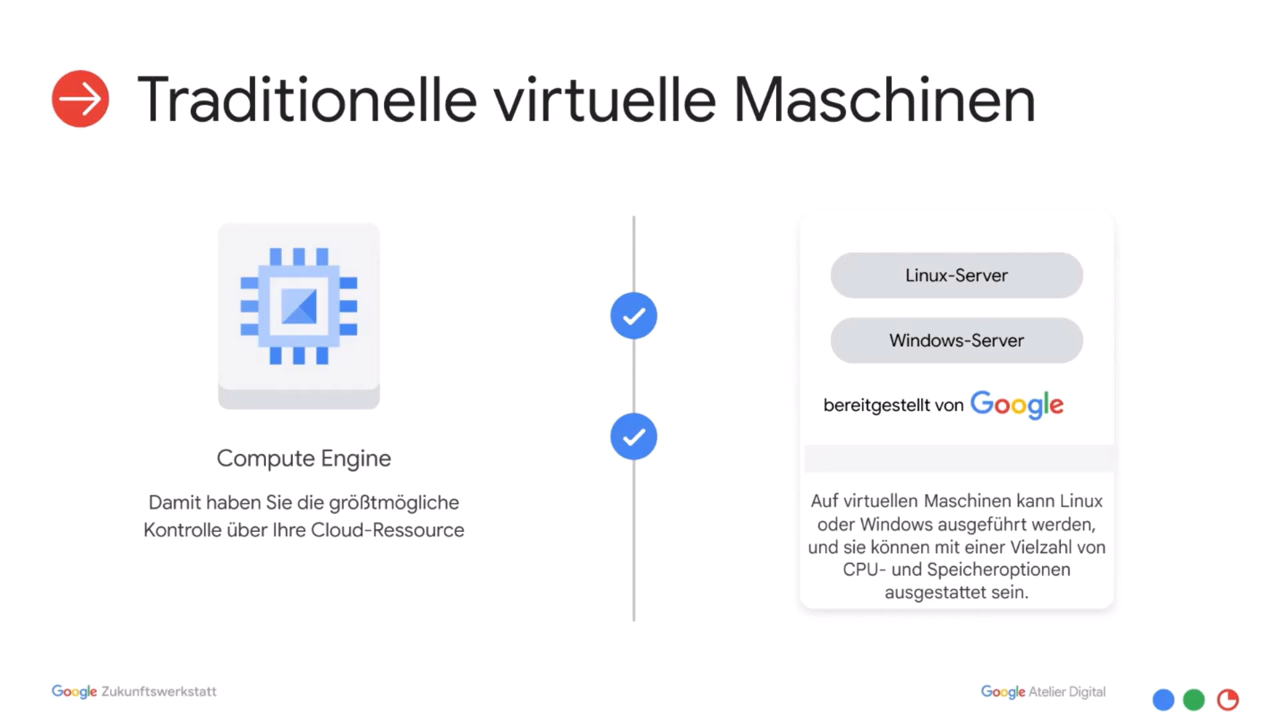 Traditionelle virtuelle Maschinen
Compute Engine
Damit haben Sie die größtmögliche
Kontrolle über Ihre Cloud-Ressource
Linux-Server
Windows-Server
bereitgestellt von Google
Auf virtuellen Maschinen kann Linux
oder Windows ausgeführt werden,
und sie können mit einer Vielzahl von
CPU- und Speicheroptionen
ausgestattet sein.
Google Zukunftswerkstatt
Google Atelier Digital